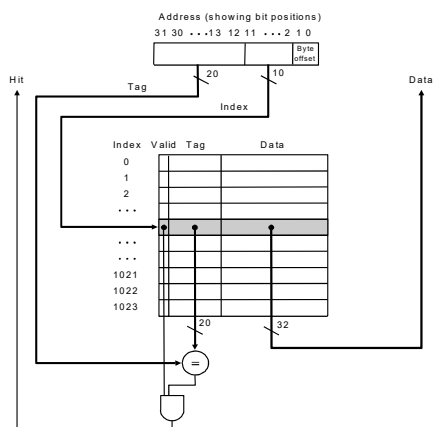 Address (showing bit positions)
31 30 ··· 13 12 11 ··· 2 1 0
Byte
offset
20
10
Hit
Data
Tag
Index
Index Valid Tag Data
0
1
2
···
···
···
1021
1022
1023
20
32
=